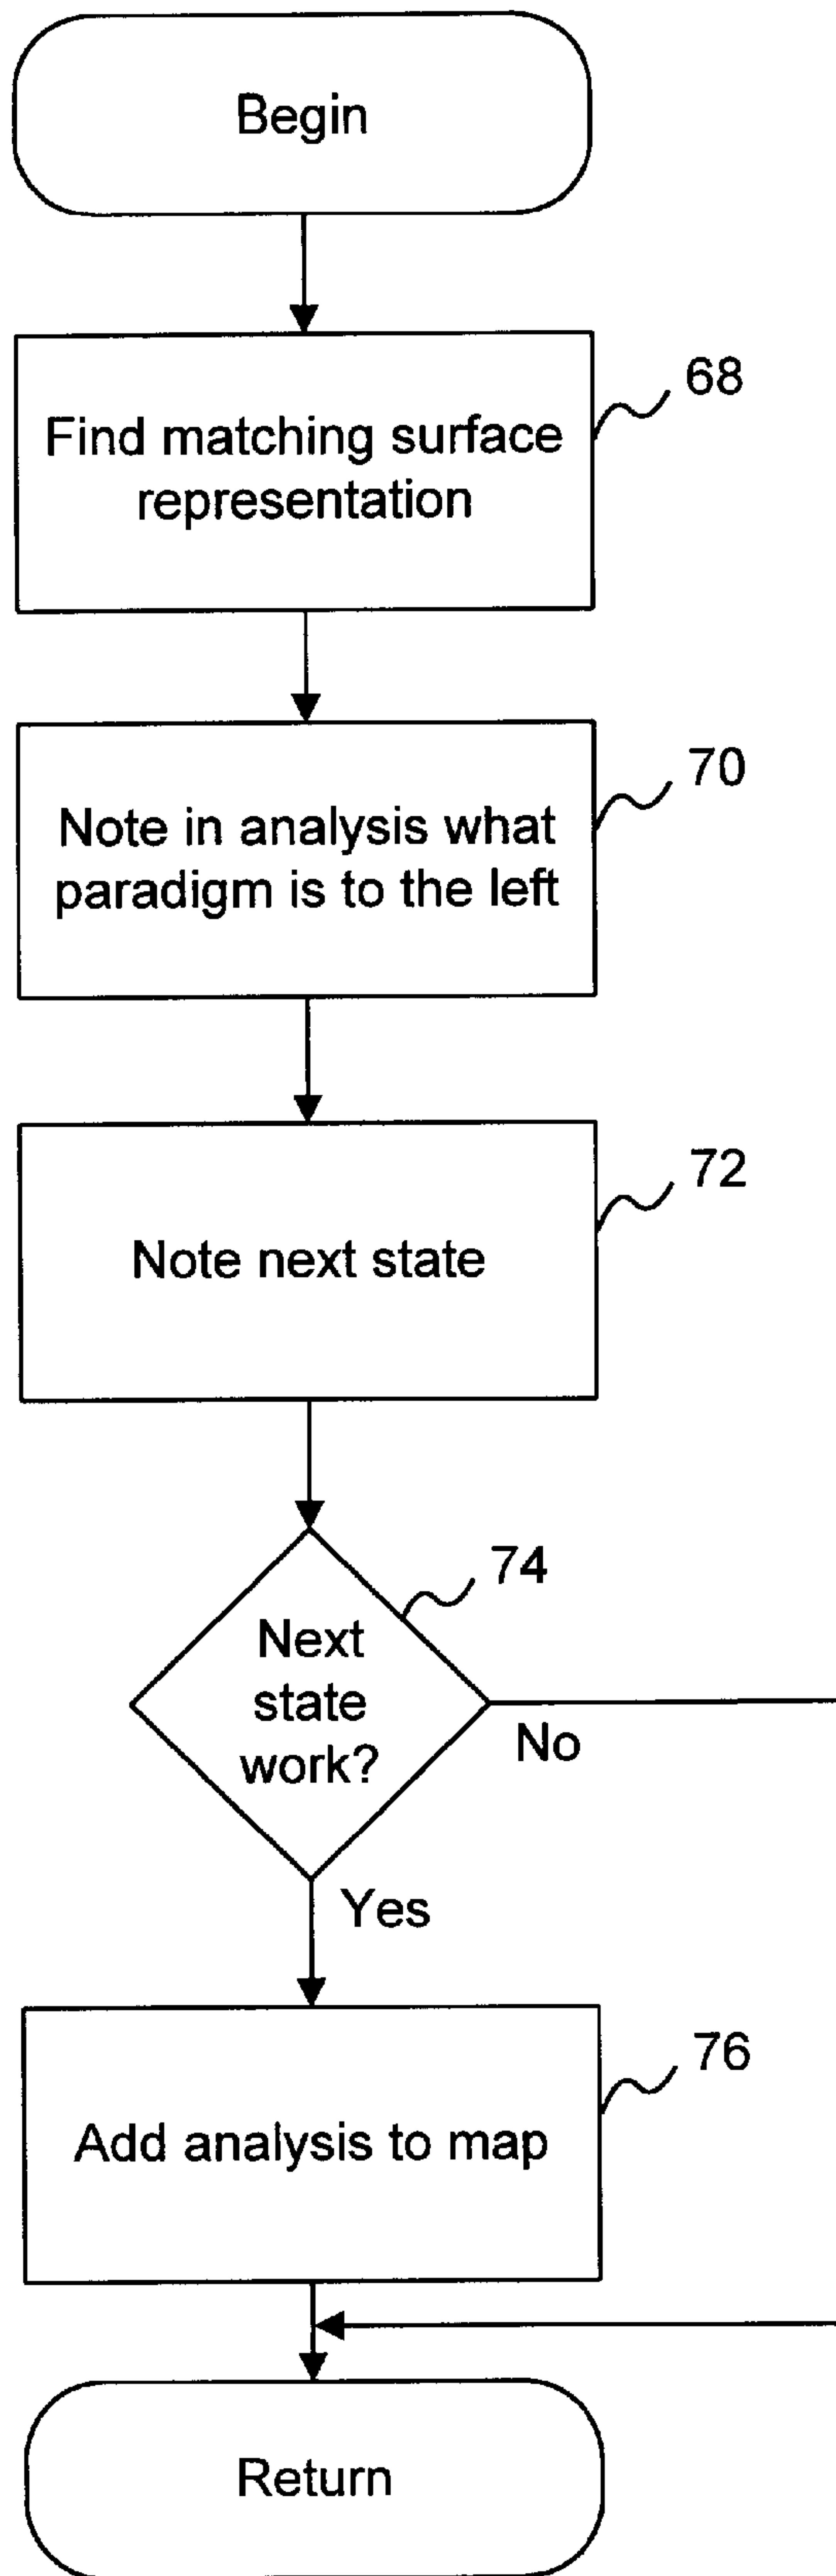 Begin
68
Find matching surface
representation
70
Note in analysis what
paradigm is to the left
72
Note next state
74
Next
state
work?
No
Yes
76
Add analysis to map
Return